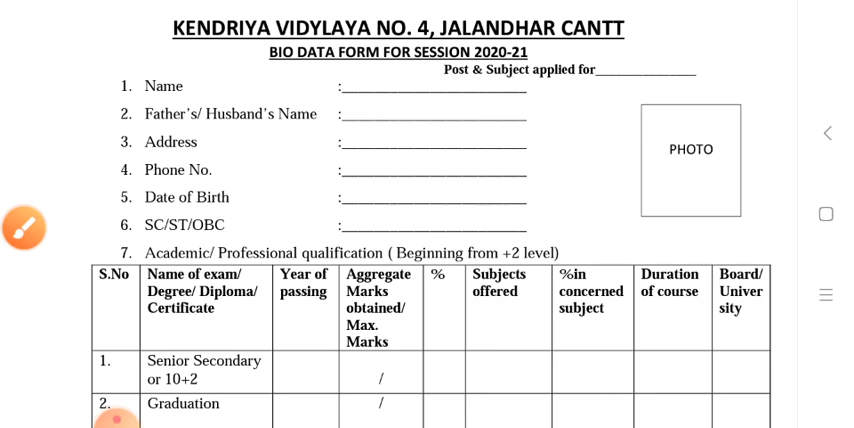 KENDRIYA VIDYLAYA NO. 4, JALANDHAR CANTT
BIO DATA FORM FOR SESSION 2020-21
Post & Subject applied for_______________
1. Name :________________________
2. Father's/ Husband's Name :________________________
3. Address :________________________
PHOTO
4. Phone No. :________________________
5. Date of Birth :________________________
6. SC/ST/OBC :________________________
7. Academic/ Professional qualification ( Beginning from +2 level)
S.No Name of exam/ Degree/ Diploma/ Certificate Year of passing Aggregate Marks obtained/ Max. Marks % Subjects offered %in concerned subject Duration of course Board/ Univer sity
1. Senior Secondary or 10+2 /
2. Graduation /